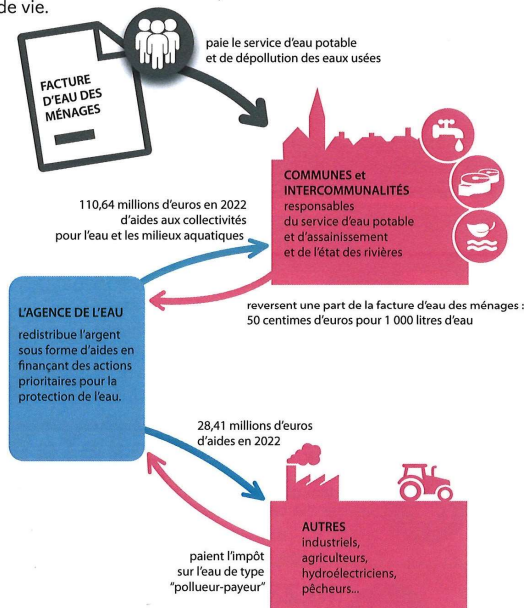 de vie.
paie le service d'eau potable
et de dépollution des eaux usées
FACTURE
D'EAU DES
MÉNAGES
COMMUNES et
INTERCOMMUNALITÉS
responsables
du service d'eau potable
et d'assainissement
et de l'état des rivières
110,64 millions d'euros en 2022
d'aides aux collectivités
pour l'eau et les milieux aquatiques
reversent une part de la facture d'eau des ménages :
50 centimes d'euros pour 1 000 litres d'eau
L'AGENCE DE L'EAU
redistribue l'argent
sous forme d'aides en
finançant des actions
prioritaires pour la
protection de l'eau.
28,41 millions d'euros
d'aides en 2022
AUTRES
industriels,
agriculteurs,
hydroélectriciens,
pêcheurs...
paient l'impôt
sur l'eau de type
"pollueur-payeur"